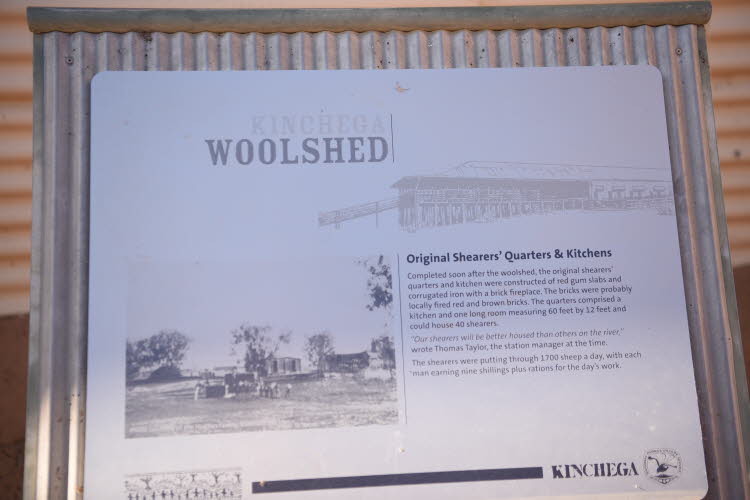 KINCHEGA
WOOLSHED
Original Shearers' Quarters & Kitchens
Completed soon after the woolshed, the original shearers'
quarters and kitchen were constructed of red gum slabs and
corrugated iron with a brick fireplace. The bricks were probably
locally fired red and brown bricks. The quarters comprised a
kitchen and one long room measuring 60 feet by 12 feet and
could house 40 shearers.
"Our shearers will be better housed than others on the river,"
wrote Thomas Taylor, the station manager at the time.
The shearers were putting through 1700 sheep a day, with each
man earning nine shillings plus rations for the day's work.
KINCHEGA